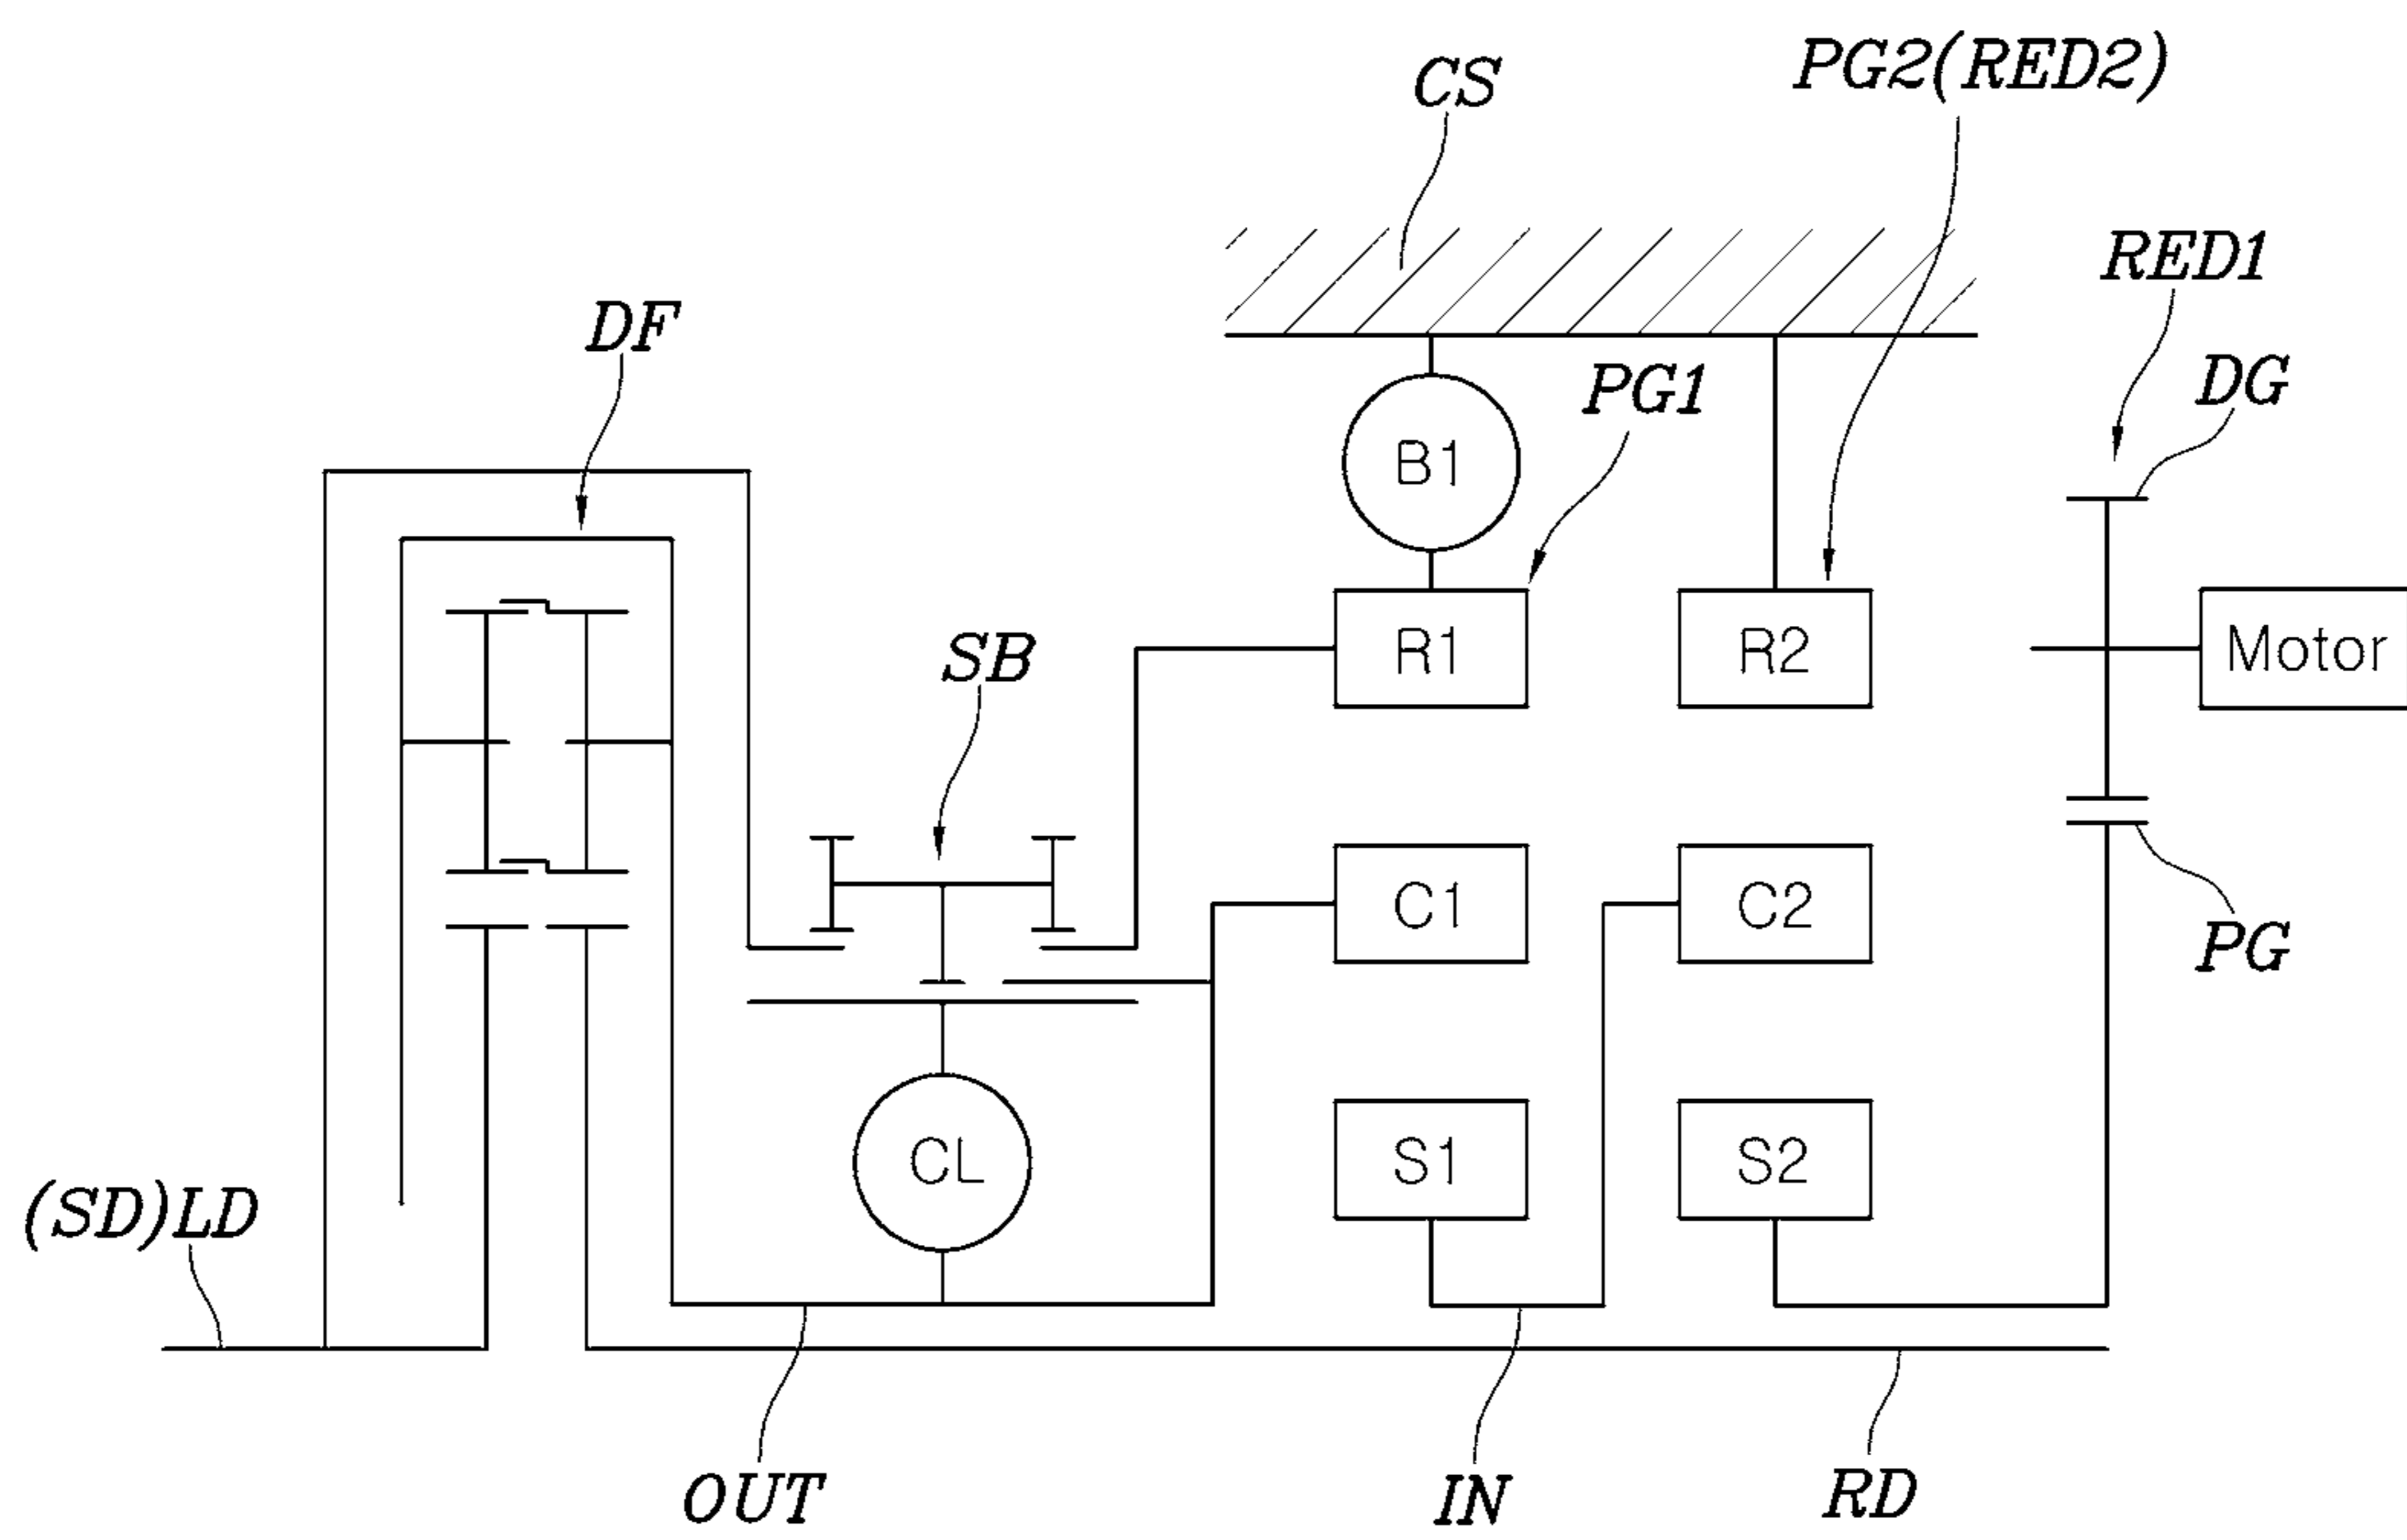 PG2(RED2)
CS
RED1
DF
DG
PG1
B1
SB
R1
R2
Motor
C1
C2
PG
CL
S1
S2
(SD)LD
OUT
IN
RD